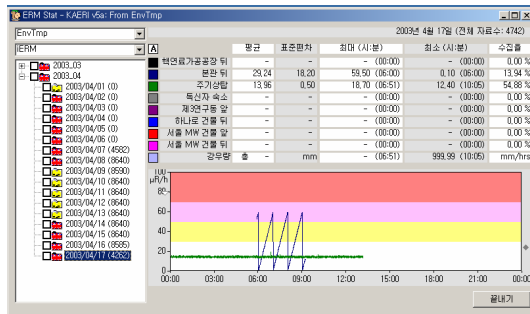 ERM Stat - KAERI v5a: From EnvTmp
EnvTmp
2003년 4월 17일 (전체 자료수: 4742)
iERM
A 평균 표준편차 최대 (시:분) 최소 (시:분) 수집률
2003_03
2003_04
2003/04/01 (0)
2003/04/02 (0)
2003/04/03 (0)
2003/04/04 (0)
2003/04/05 (0)
2003/04/06 (0)
2003/04/07 (4582)
2003/04/08 (8640)
2003/04/09 (8590)
2003/04/10 (8640)
2003/04/11 (8640)
2003/04/12 (8640)
2003/04/13 (8640)
2003/04/14 (8640)
2003/04/15 (8640)
2003/04/16 (8585)
2003/04/17 (4262)
핵연료가공공장 뒤 - - - (00:00) - (00:00) 0,00 %
본관 뒤 29,24 18,20 59,50 (06:00) 0,10 (06:00) 13,94 %
주기상탑 13,96 0,50 18,70 (06:51) 12,40 (10:05) 54,88 %
독신자 숙소 - - - (00:00) - (00:00) 0,00 %
제3연구동 앞 - - - (00:00) - (00:00) 0,00 %
하나로 건물 뒤 - - - (00:00) - (00:00) 0,00 %
서울 MW 건물 앞 - - - (00:00) - (00:00) 0,00 %
서울 MW 건물 뒤 - - - (00:00) - (00:00) 0,00 %
강우량 총 - mm - (06:51) 999,99 (10:05) mm/hrs
100
μR/h
80
60
40
20
0
00:00 03:00 06:00 09:00 12:00 15:00 18:00 21:00 00:00
끝내기